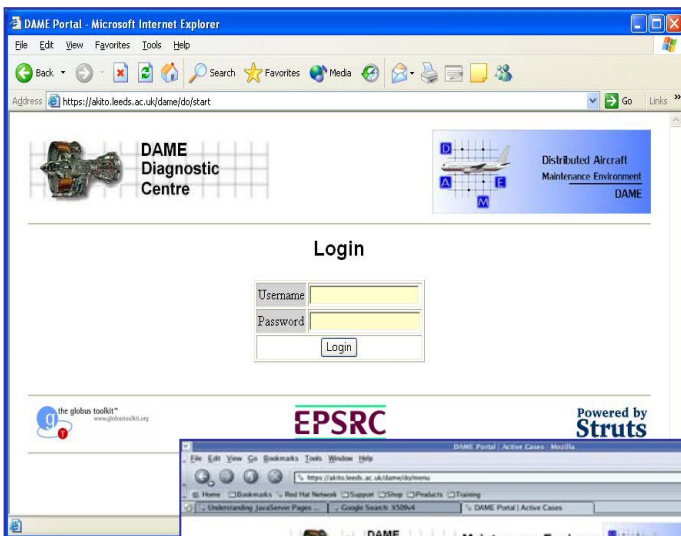 DAME Portal - Microsoft Internet Explorer
File Edit View Favorites Tools Help
Back Search Favorites Media
Address https://akito.leeds.ac.uk/dame/do/start Go Links »
DAME
Diagnostic
Centre
D
A E
M
Distributed Aircraft
Maintenance Environment
DAME
Login
Username
Password
Login
g the globus toolkit™
www.globustoolkit.org
T
EPSRC
Powered by
Struts
DAME Portal | Active Cases - Mozilla
File Edit View Go Bookmarks Tools Window Help
https://akito.leeds.ac.uk/dame/do/menu
Home Bookmarks Red Hat Network Support Shop Products Training
Understanding JavaServer Pages ... Google Search: X509v4 DAME Portal | Active Cases
DAME